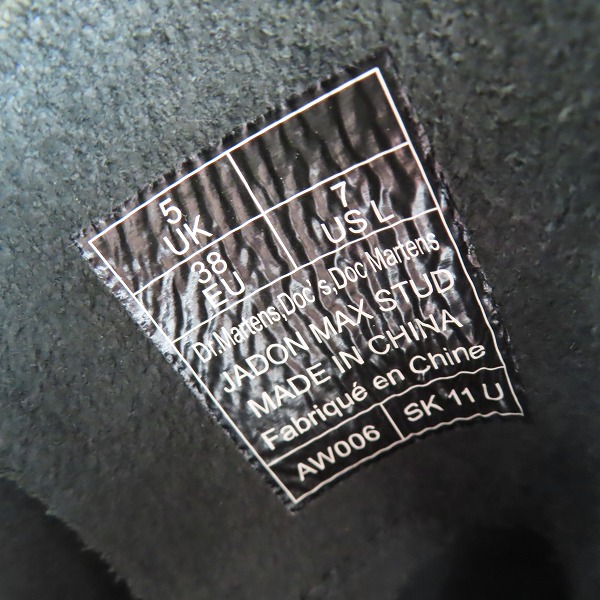 5
UK
7
US L
38
EU
Dr.Martens,Doc's,Doc Martens
JADON MAX STUD
MADE IN CHINA
Fabriqué en Chine
AW006
SK 11 U